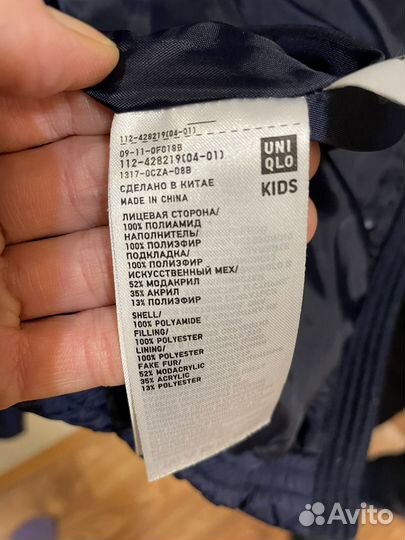 112-428219(04-01)
09-11-0F018B
112-428219(04-01)
1317-0CZA-08B
СДЕЛАНО В КИТАЕ
MADE IN CHINA
UNI
QLO
KIDS
ЛИЦЕВАЯ СТОРОНА/
100% ПОЛИАМИД
НАПОЛНИТЕЛЬ/
100% ПОЛИЭФИР
ПОДКЛАДКА/
100% ПОЛИЭФИР
ИСКУССТВЕННЫЙ МЕХ/
52% МОДАКРИЛ
35% АКРИЛ
13% ПОЛИЭФИР
SHELL/
100% POLYAMIDE
FILLING/
100% POLYESTER
LINING/
100% POLYESTER
FAKE FUR/
52% MODACRYLIC
35% ACRYLIC
13% POLYESTER
Avito